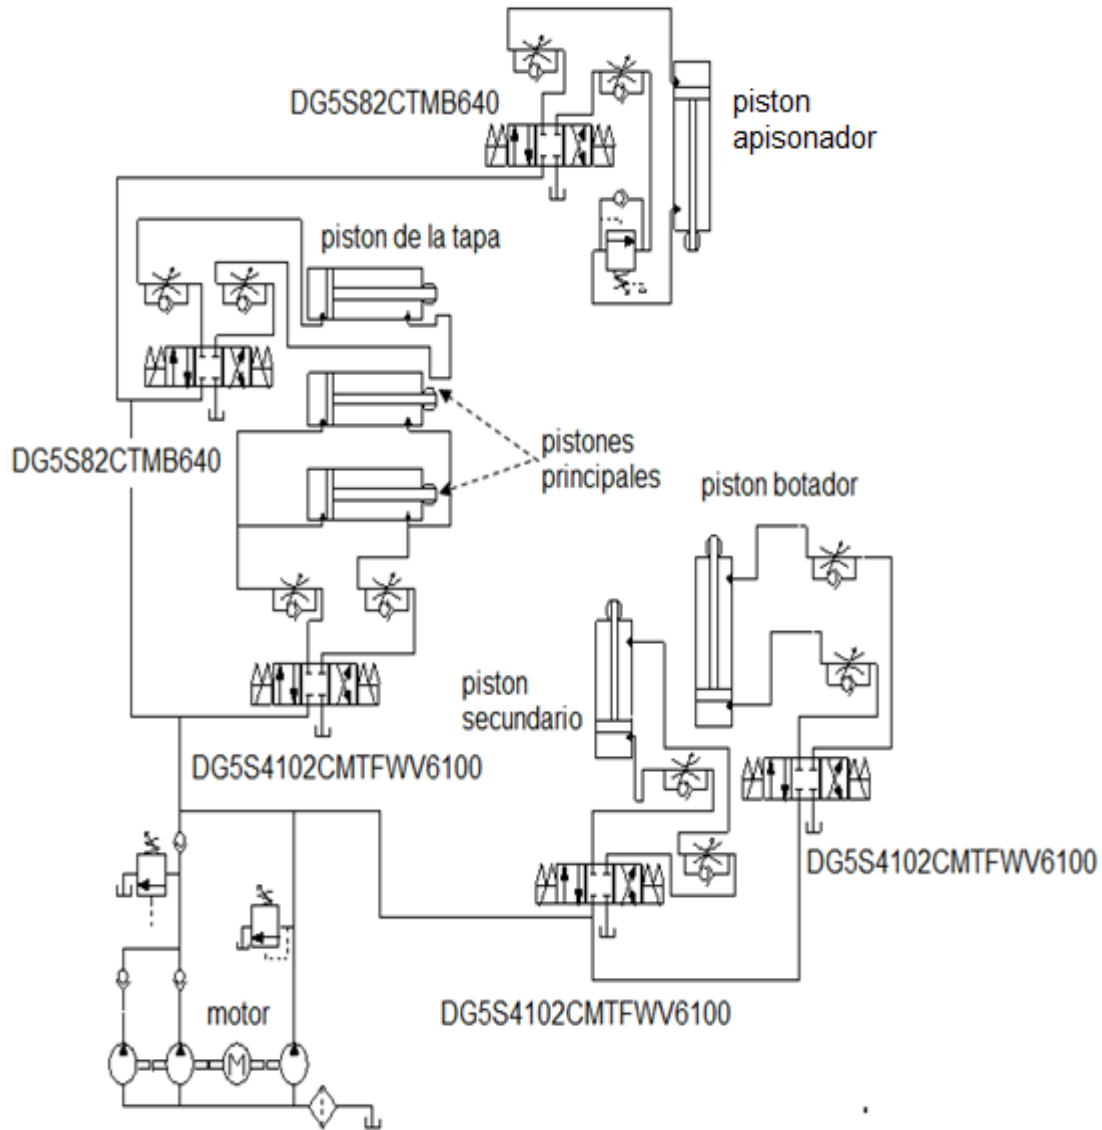 DG5S82CTMB640
piston
apisonador
piston de la tapa
DG5S82CTMB640
pistones
principales
piston botador
piston
secundario
DG5S4102CMTFWV6100
DG5S4102CMTFWV6100
motor
M
DG5S4102CMTFWV6100